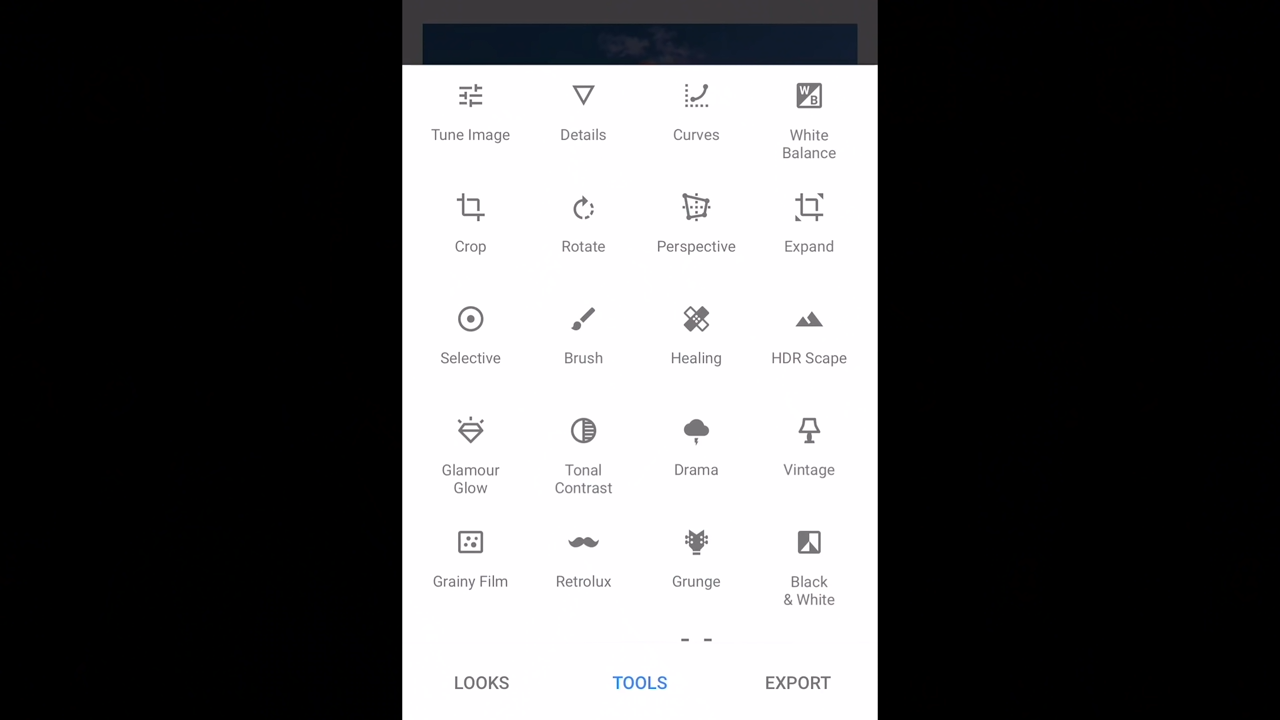 W
B
Tune Image
Details
Curves
White
Balance
Crop
Rotate
Perspective
Expand
Selective
Brush
Healing
HDR Scape
Glamour
Glow
Tonal
Contrast
Drama
Vintage
Grainy Film
Retrolux
Grunge
Black
& White
LOOKS
TOOLS
EXPORT